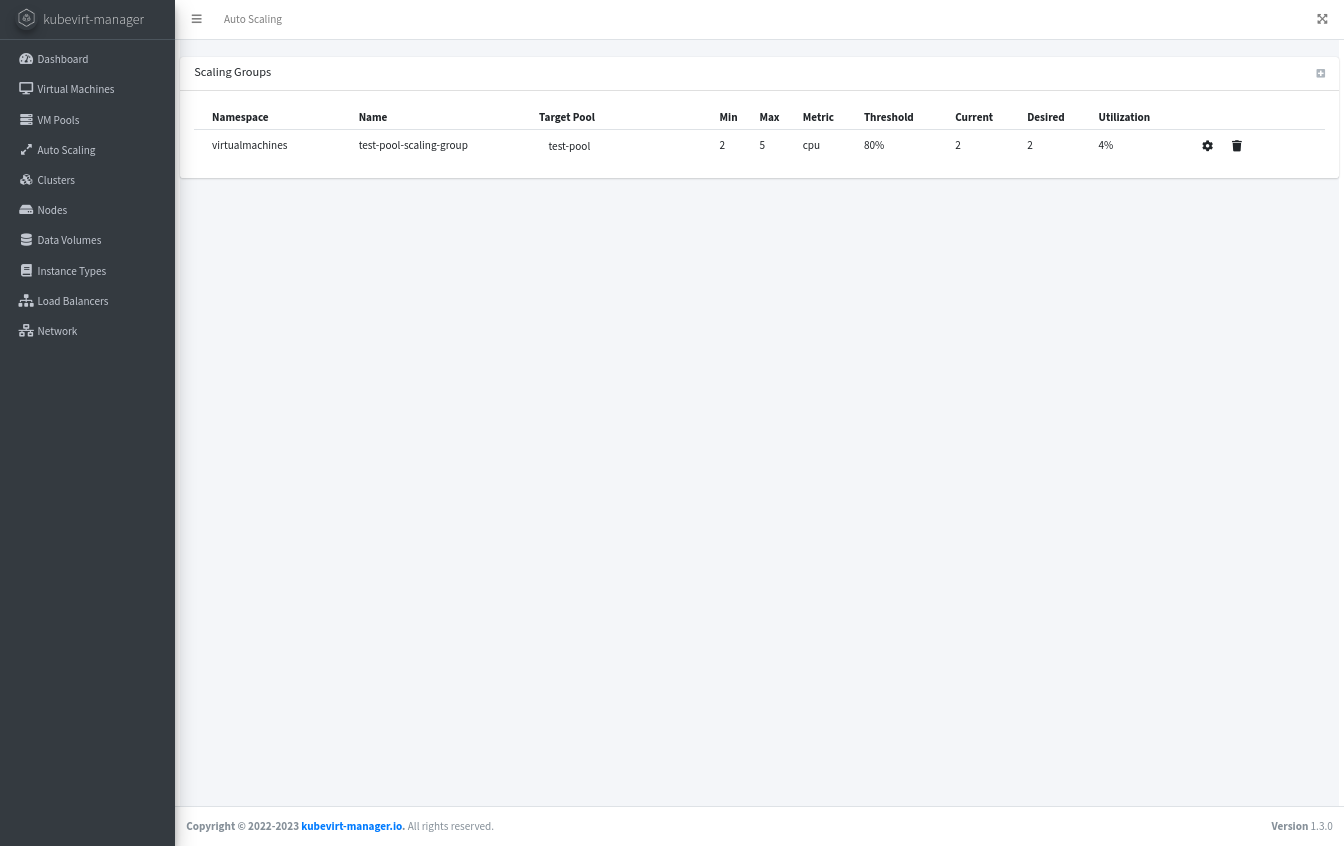 kubevirt-manager
Auto Scaling
Dashboard
Virtual Machines
VM Pools
Auto Scaling
Clusters
Nodes
Data Volumes
Instance Types
Load Balancers
Network
Scaling Groups
Namespace Name Target Pool Min Max Metric Threshold Current Desired Utilization
virtualmachines test-pool-scaling-group test-pool 2 5 cpu 80% 2 2 4%
Copyright © 2022-2023 kubevirt-manager.io. All rights reserved.
Version 1.3.0